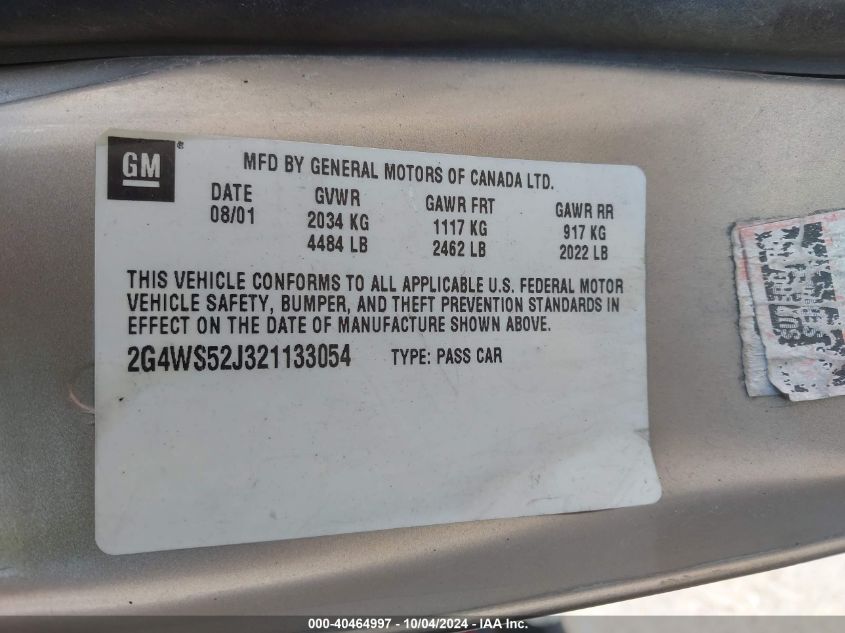 GM ®
MFD BY GENERAL MOTORS OF CANADA LTD.
DATE GVWR GAWR FRT GAWR RR
08/01 2034 KG 1117 KG 917 KG
4484 LB 2462 LB 2022 LB
THIS VEHICLE CONFORMS TO ALL APPLICABLE U.S. FEDERAL MOTOR
VEHICLE SAFETY, BUMPER, AND THEFT PREVENTION STANDARDS IN
EFFECT ON THE DATE OF MANUFACTURE SHOWN ABOVE.
2G4WS52J321133054 TYPE: PASS CAR
000-40464997 - 10/04/2024 - IAA Inc.